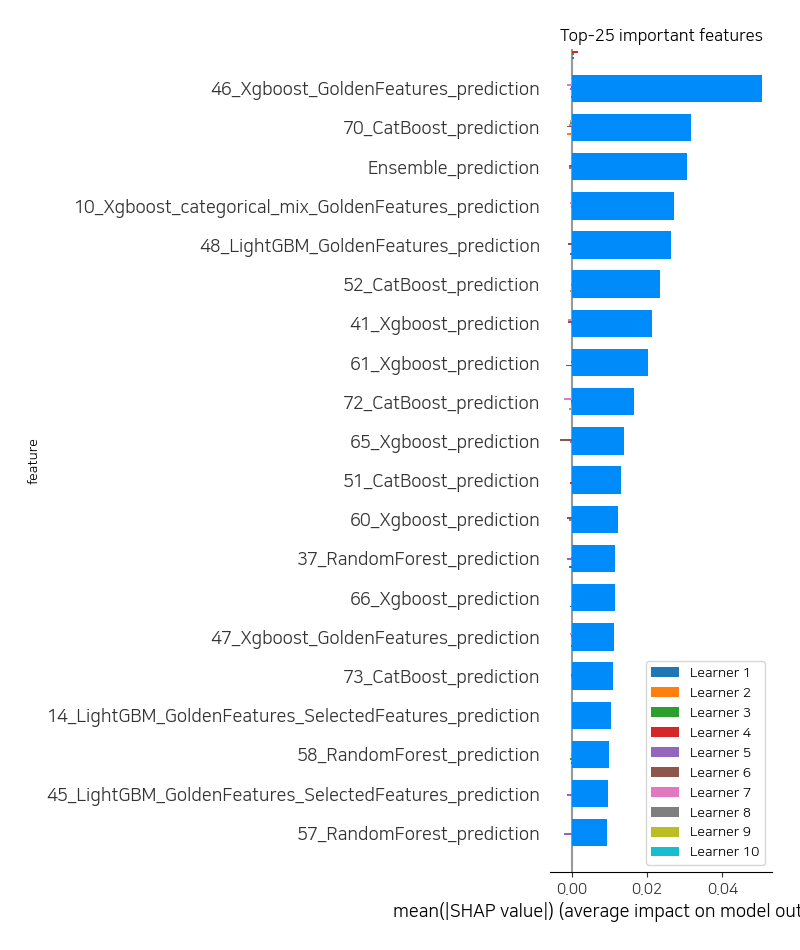 Top-25 important features
46_Xgboost_GoldenFeatures_prediction
70_CatBoost_prediction
Ensemble_prediction
10_Xgboost_categorical_mix_GoldenFeatures_prediction
48_LightGBM_GoldenFeatures_prediction
52_CatBoost_prediction
41_Xgboost_prediction
61_Xgboost_prediction
72_CatBoost_prediction
65_Xgboost_prediction
51_CatBoost_prediction
60_Xgboost_prediction
37_RandomForest_prediction
66_Xgboost_prediction
47_Xgboost_GoldenFeatures_prediction
73_CatBoost_prediction
14_LightGBM_GoldenFeatures_SelectedFeatures_prediction
58_RandomForest_prediction
45_LightGBM_GoldenFeatures_SelectedFeatures_prediction
57_RandomForest_prediction
feature
Learner 1
Learner 2
Learner 3
Learner 4
Learner 5
Learner 6
Learner 7
Learner 8
Learner 9
Learner 10
0.00 0.02 0.04
mean(|SHAP value|) (average impact on model out